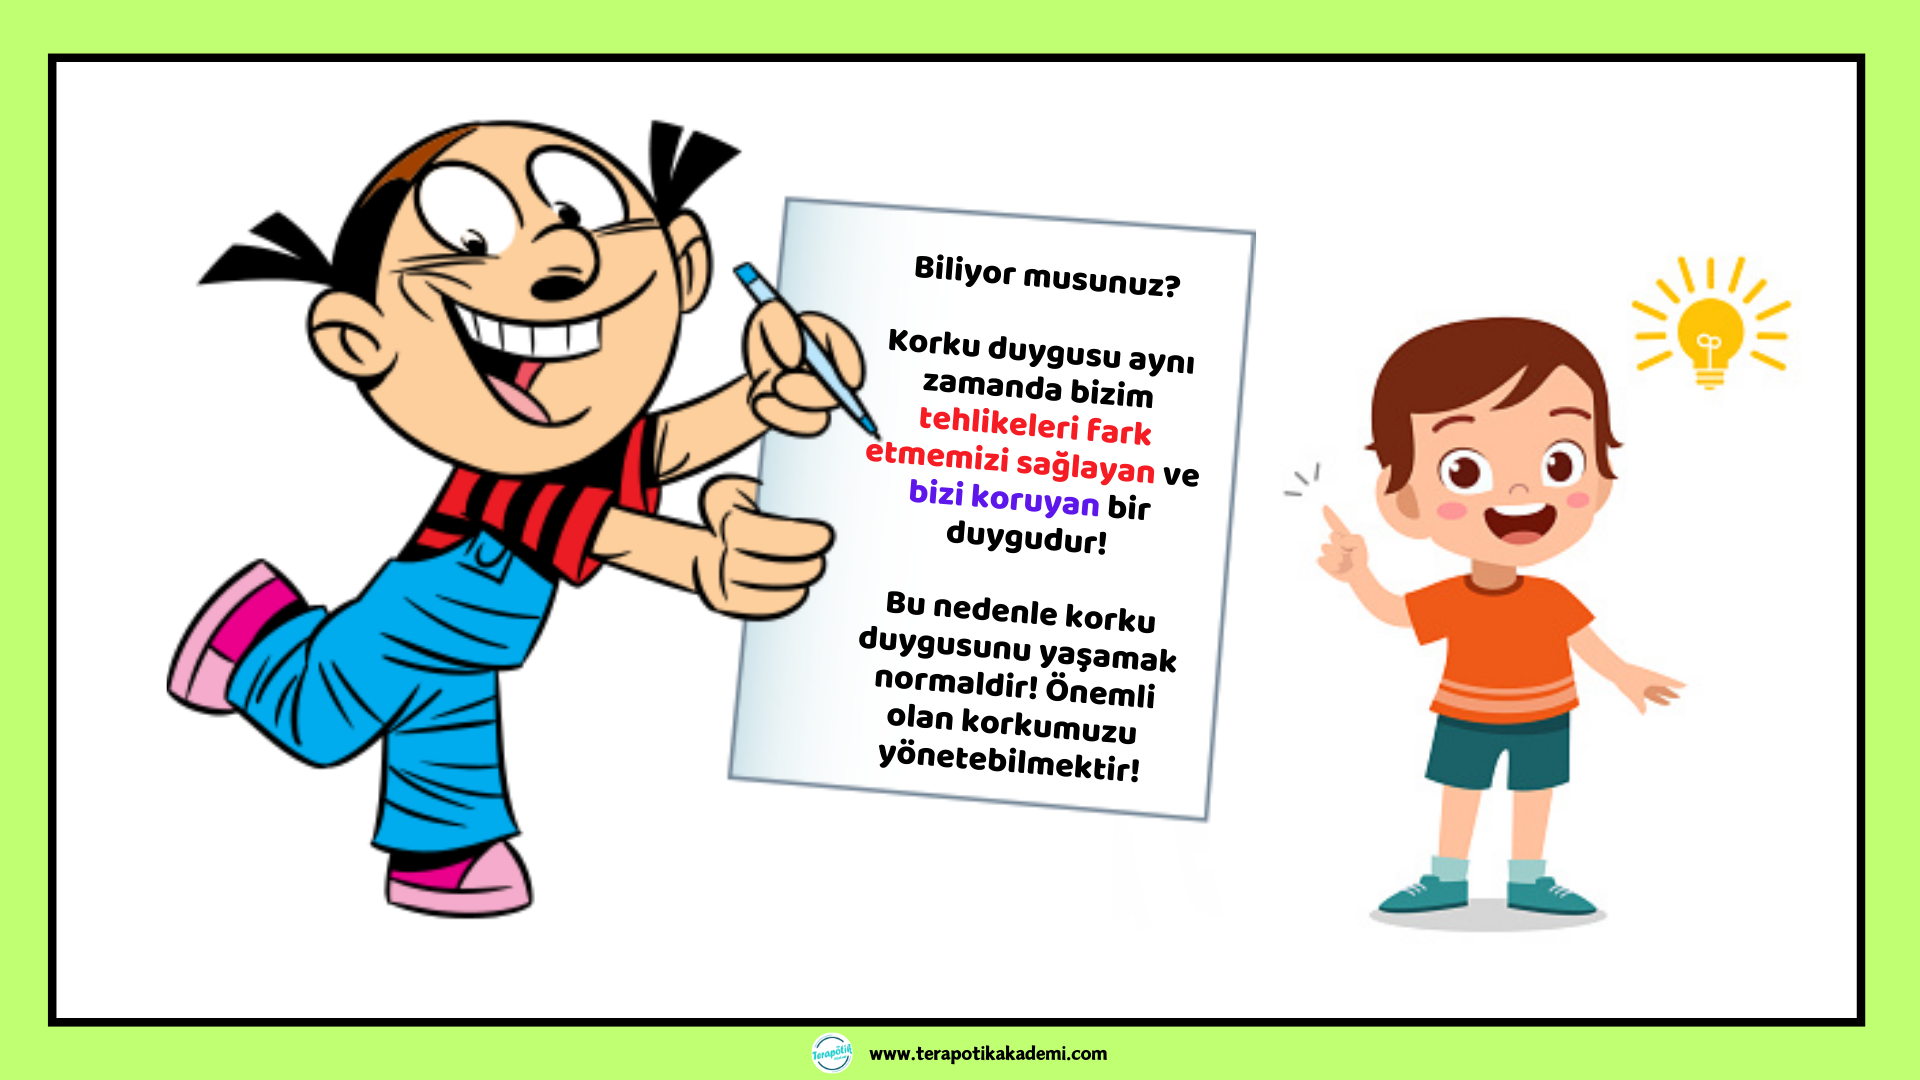 Biliyor musunuz?
Korku duygusu aynı
zamanda bizim
tehlikeleri fark
etmemizi sağlayan ve
bizi koruyan bir
duygudur!
Bu nedenle korku
duygusunu yaşamak
normaldir! Önemli
olan korkumuzu
yönetebilmektir!
Terapötik
www.terapotikakademi.com